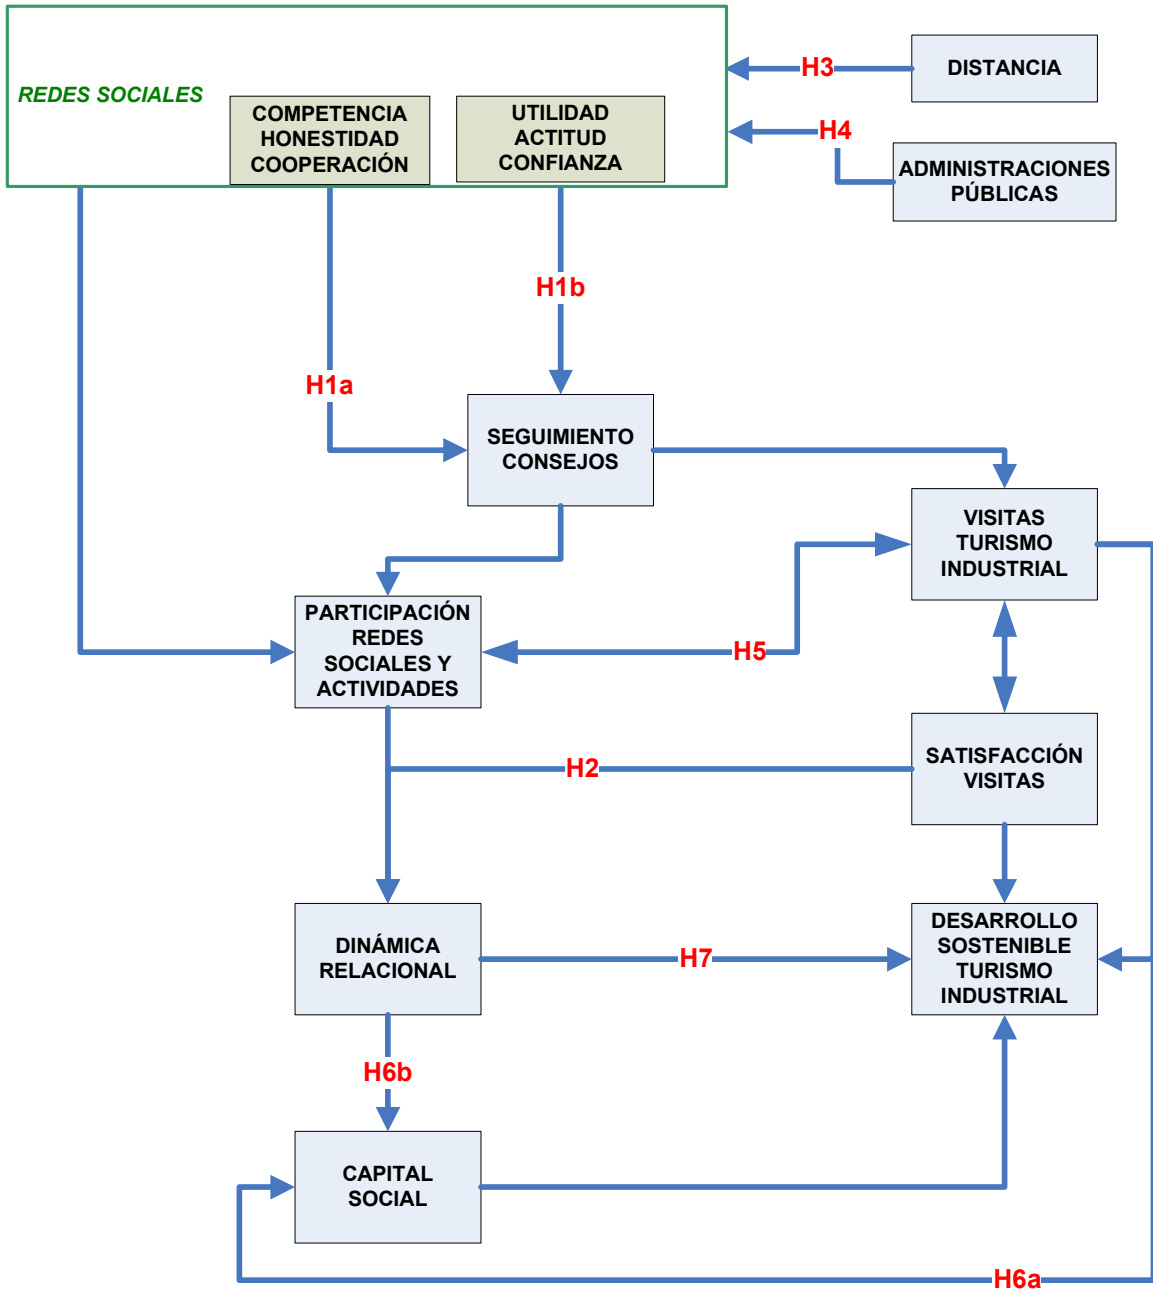 REDES SOCIALES
COMPETENCIA
HONESTIDAD
COOPERACIÓN
UTILIDAD
ACTITUD
CONFIANZA
H3
DISTANCIA
H4
ADMINISTRACIONES
PÚBLICAS
H1b
H1a
SEGUIMIENTO
CONSEJOS
VISITAS
TURISMO
INDUSTRIAL
PARTICIPACIÓN
REDES
SOCIALES Y
ACTIVIDADES
H5
H2
SATISFACCIÓN
VISITAS
DINÁMICA
RELACIONAL
H7
DESARROLLO
SOSTENIBLE
TURISMO
INDUSTRIAL
H6b
CAPITAL
SOCIAL
H6a